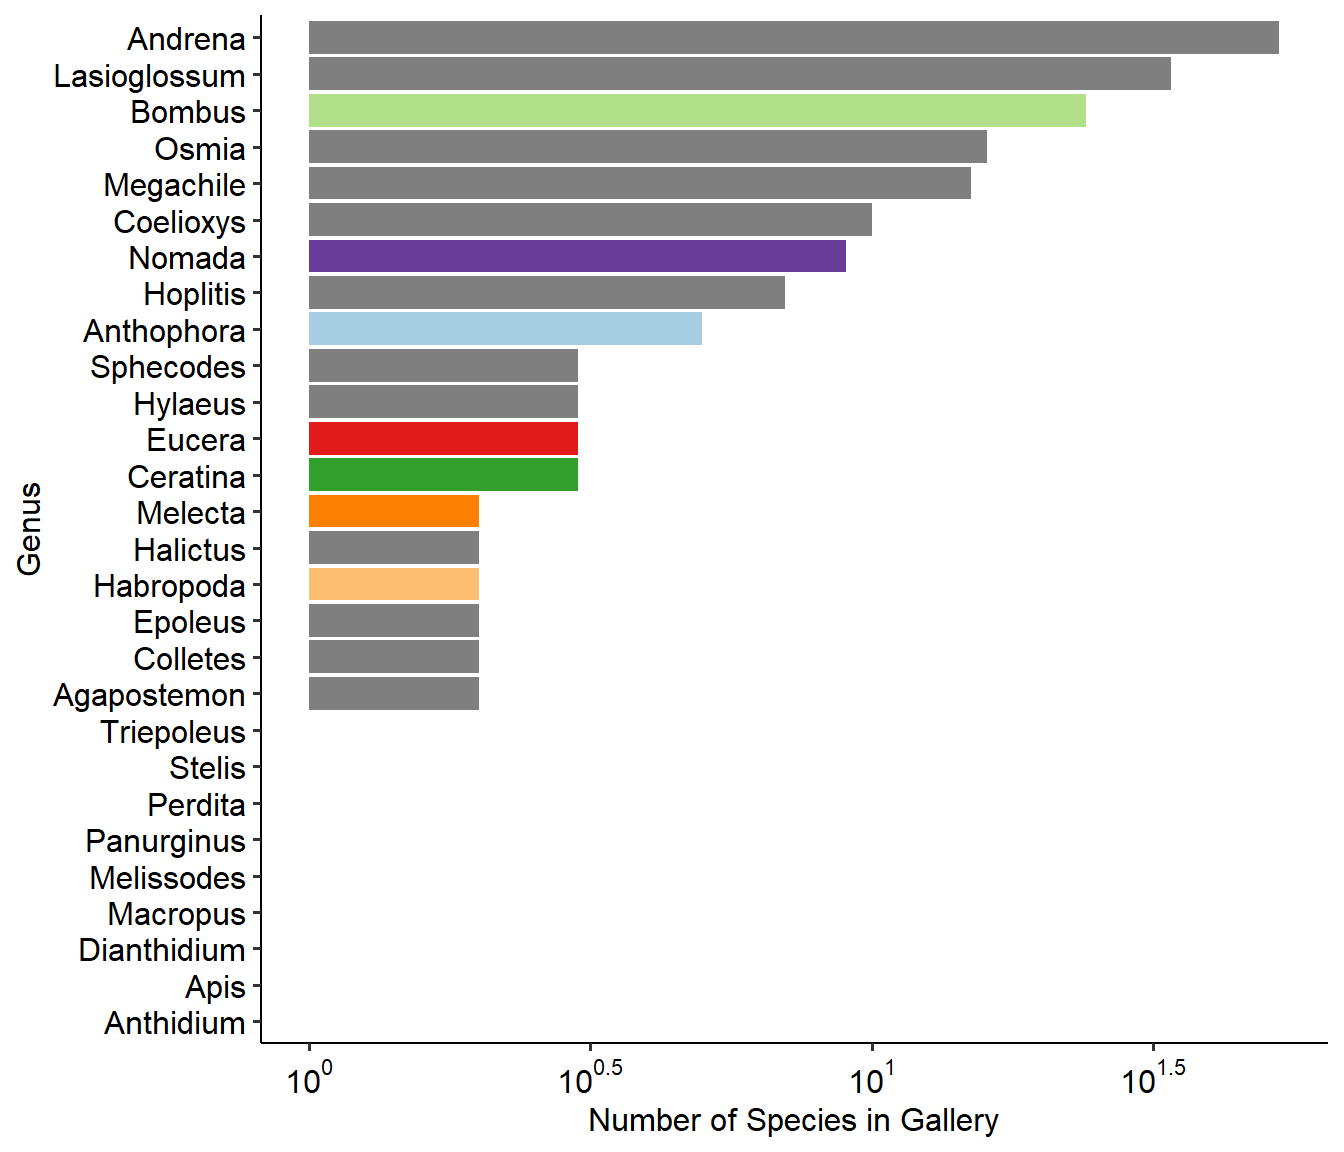 Andrena
Lasioglossum
Bombus
Osmia
Megachile
Coelioxys
Nomada
Hoplitis
Anthophora
Sphecodes
Hylaeus
Eucera
Ceratina
Melecta
Halictus
Habropoda
Epoleus
Colletes
Agapostemon
Triepoleus
Stelis
Perdita
Panurginus
Melissodes
Macropus
Dianthidium
Apis
Anthidium
Genus
10^0 10^0.5 10^1 10^1.5
Number of Species in Gallery